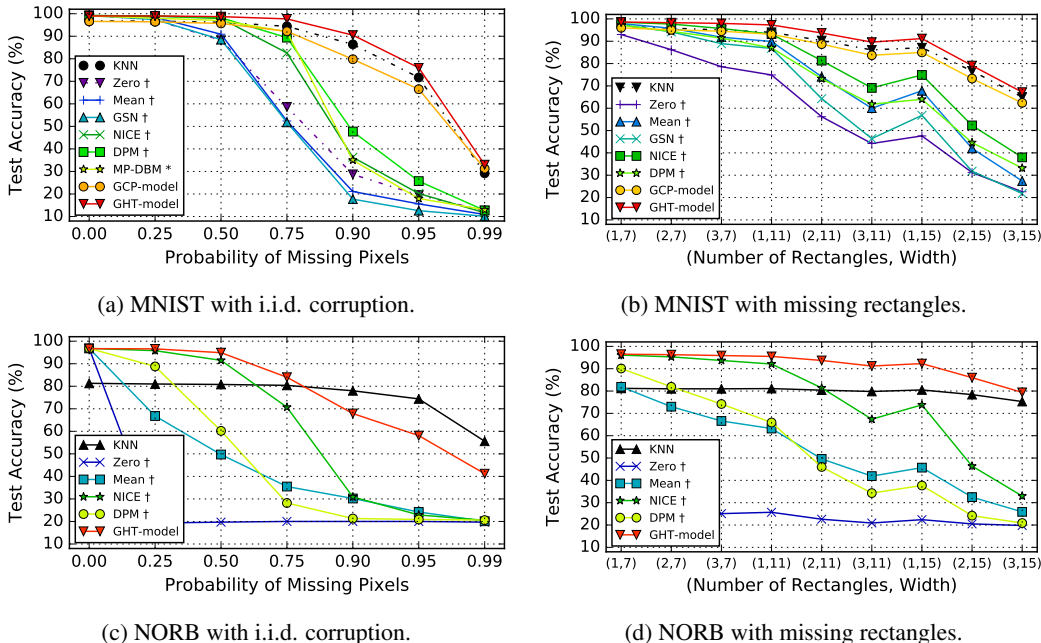 100
90
80
70
60
50
40
30
20
10
Test Accuracy (%)
KNN
Zero †
Mean †
GSN †
NICE †
DPM †
MP-DBM *
GCP-model
GHT-model
0.00 0.25 0.50 0.75 0.90 0.95 0.99
Probability of Missing Pixels
(a) MNIST with i.i.d. corruption.
100
90
80
70
60
50
40
30
20
10
Test Accuracy (%)
KNN
Zero †
Mean †
GSN †
NICE †
DPM †
GCP-model
GHT-model
(1,7) (2,7) (3,7) (1,11) (2,11) (3,11) (1,15) (2,15) (3,15)
(Number of Rectangles, Width)
(b) MNIST with missing rectangles.
100
90
80
70
60
50
40
30
20
10
Test Accuracy (%)
KNN
Zero †
Mean †
NICE †
DPM †
GHT-model
0.00 0.25 0.50 0.75 0.90 0.95 0.99
Probability of Missing Pixels
(c) NORB with i.i.d. corruption.
100
90
80
70
60
50
40
30
20
10
Test Accuracy (%)
KNN
Zero †
Mean †
NICE †
DPM †
GHT-model
(1,7) (2,7) (3,7) (1,11) (2,11) (3,11) (1,15) (2,15) (3,15)
(Number of Rectangles, Width)
(d) NORB with missing rectangles.